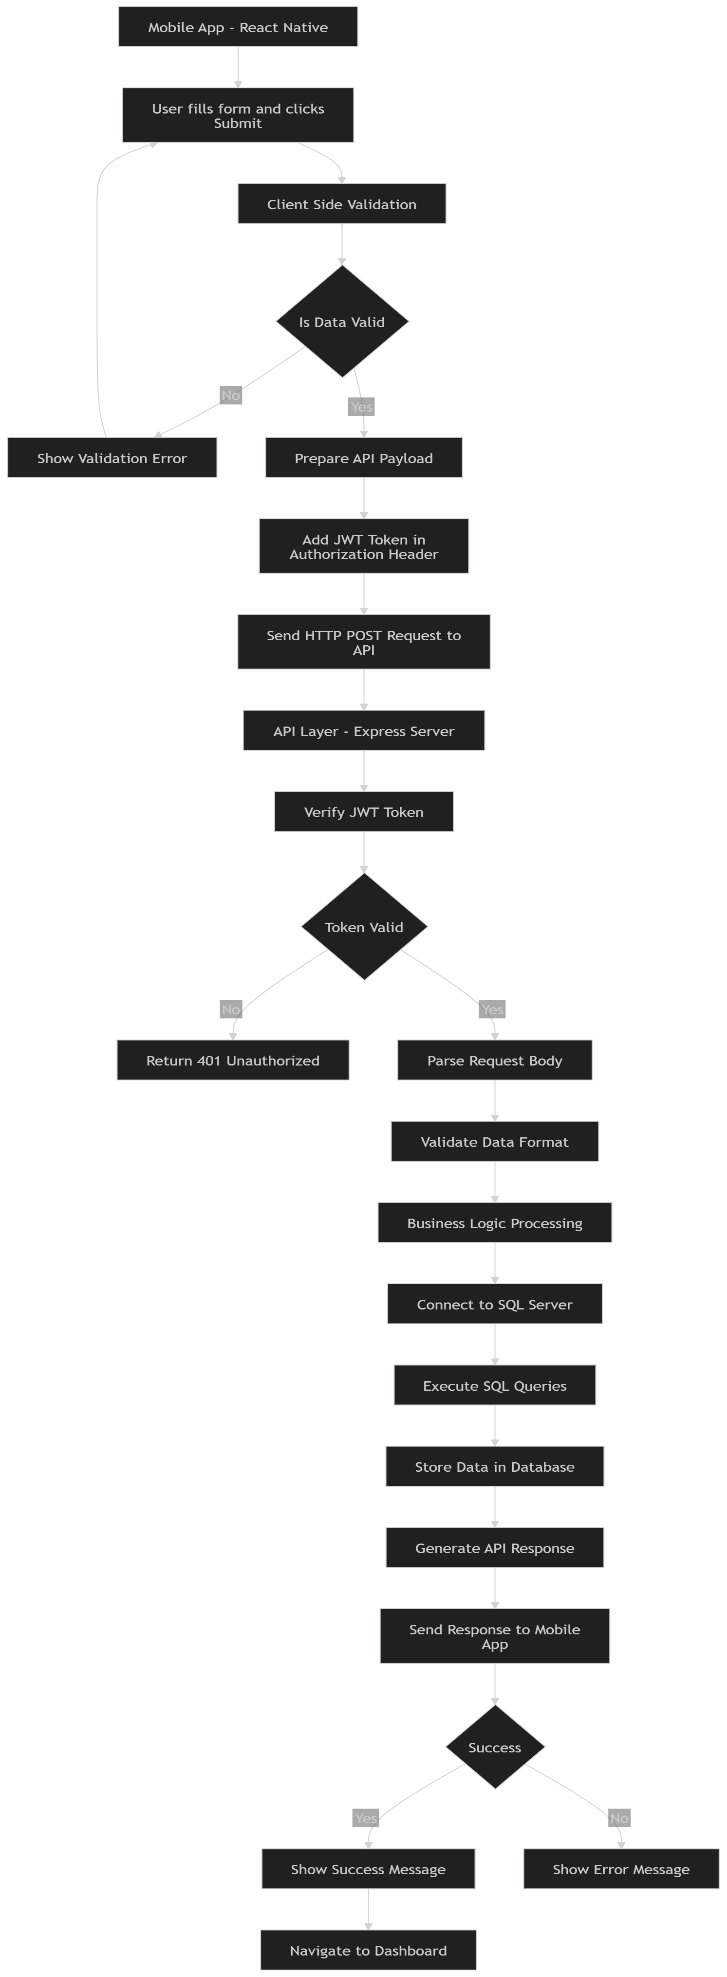 Mobile App - React Native
User fills form and clicks
Submit
Client Side Validation
Is Data Valid
No
Yes
Show Validation Error
Prepare API Payload
Add JWT Token in
Authorization Header
Send HTTP POST Request to
API
API Layer - Express Server
Verify JWT Token
Token Valid
No
Yes
Return 401 Unauthorized
Parse Request Body
Validate Data Format
Business Logic Processing
Connect to SQL Server
Execute SQL Queries
Store Data in Database
Generate API Response
Send Response to Mobile
App
Success
Yes
No
Show Success Message
Show Error Message
Navigate to Dashboard